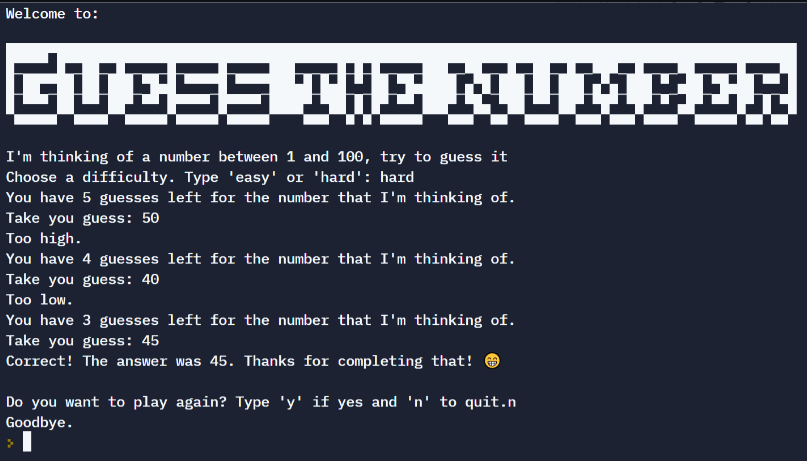 Welcome to:
GUESS THE NUMBER
I'm thinking of a number between 1 and 100, try to guess it
Choose a difficulty. Type 'easy' or 'hard': hard
You have 5 guesses left for the number that I'm thinking of.
Take you guess: 50
Too high.
You have 4 guesses left for the number that I'm thinking of.
Take you guess: 40
Too low.
You have 3 guesses left for the number that I'm thinking of.
Take you guess: 45
Correct! The answer was 45. Thanks for completing that! 😁
Do you want to play again? Type 'y' if yes and 'n' to quit.n
Goodbye.
>